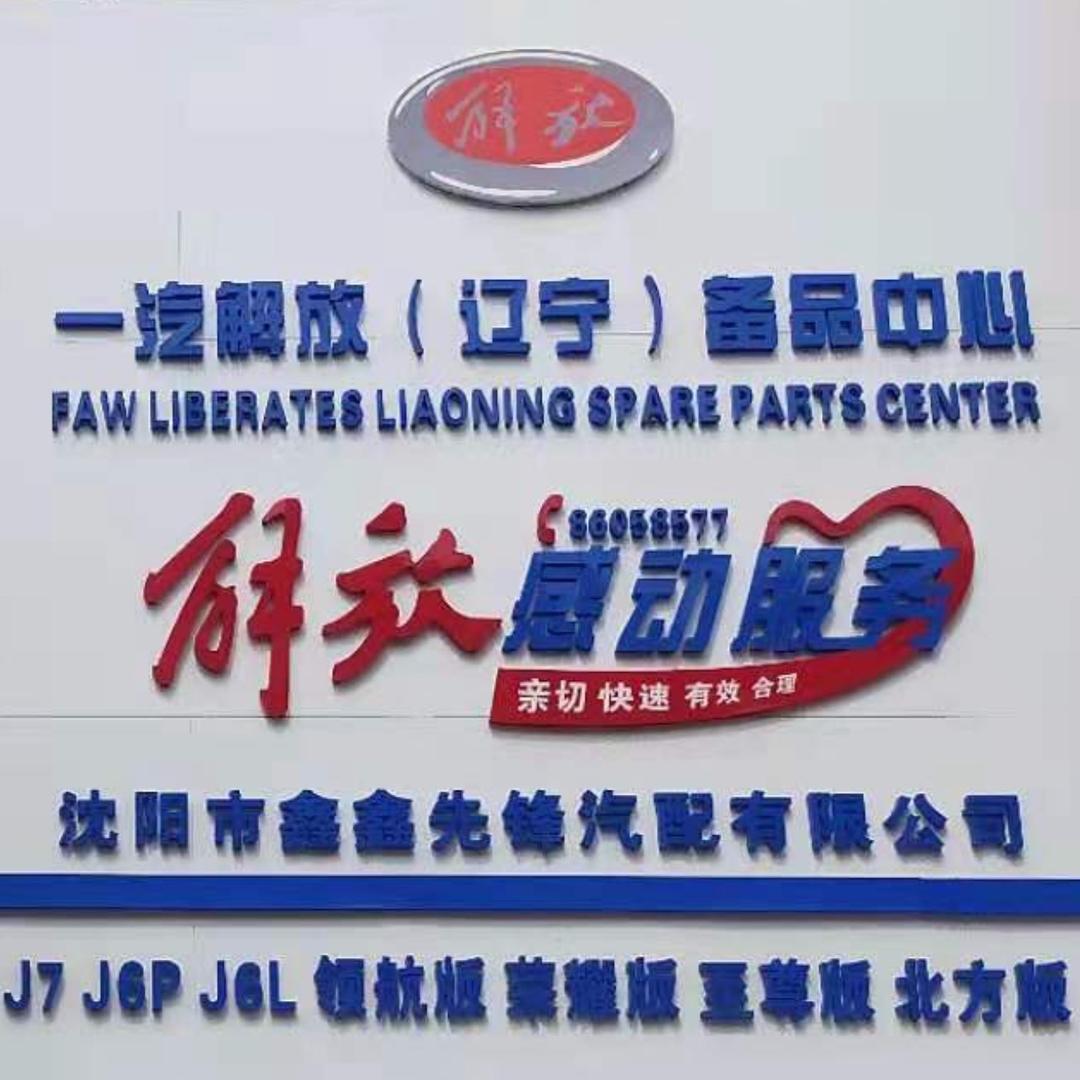 解放
一汽解放（辽宁）备品中心
FAW LIBERATES LIAONING SPARE PARTS CENTER
86058577
解放 感动服务
亲切 快速 有效 合理
沈阳市鑫鑫先锋汽配有限公司
J7 J6P J6L 领航版 荣耀版 至尊版 北方版